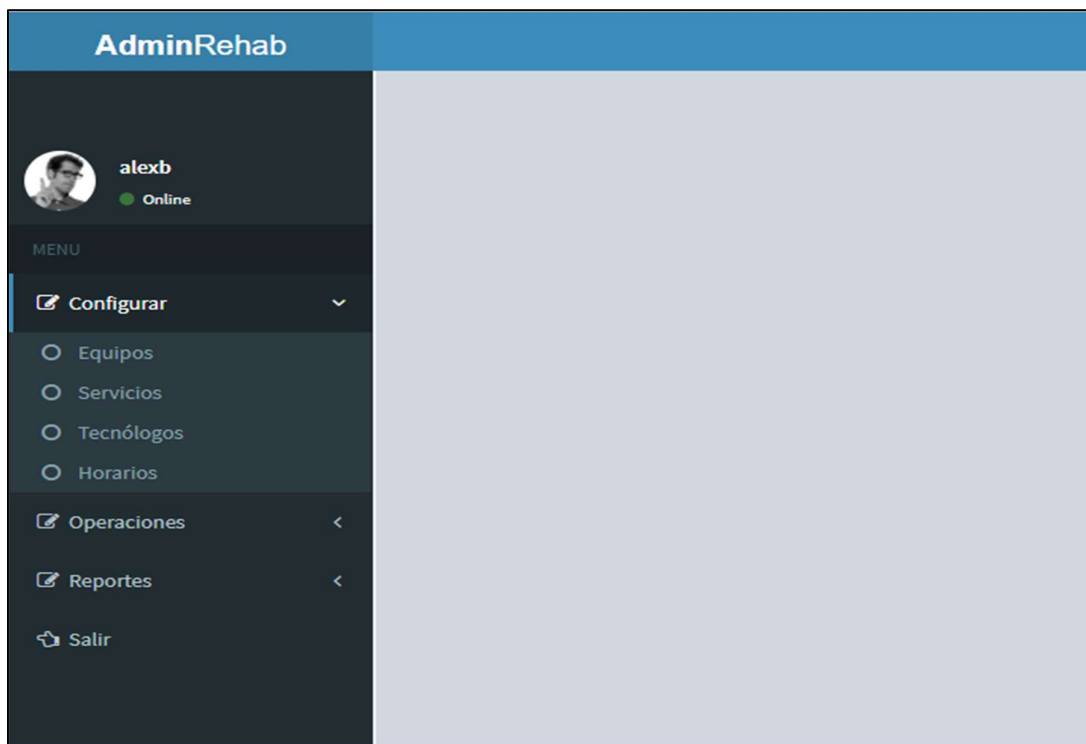 AdminRehab
alexb
Online
MENU
Configurar
Equipos
Servicios
Tecnólogos
Horarios
Operaciones
Reportes
Salir